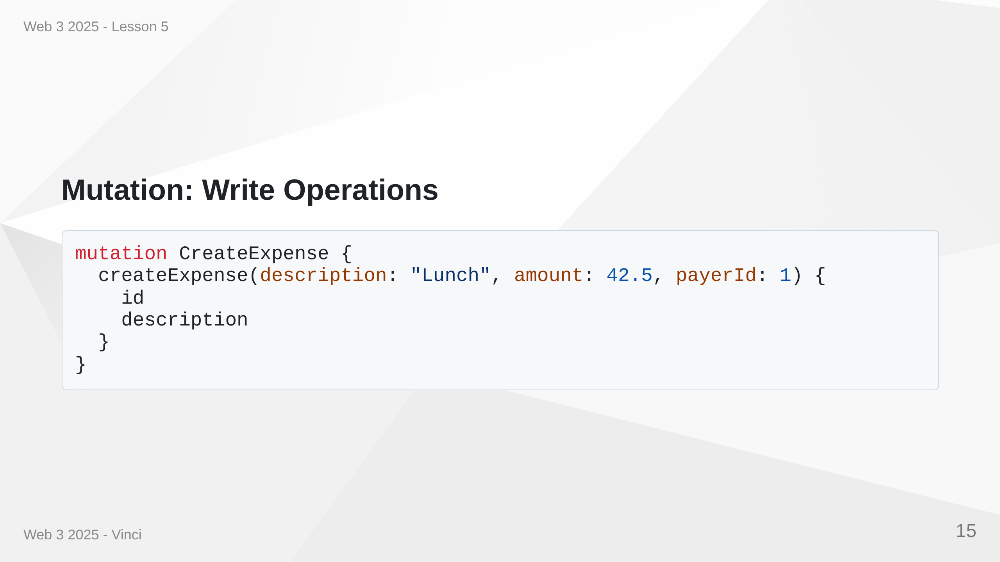 Web 3 2025 - Lesson 5
Mutation: Write Operations
mutation CreateExpense {
  createExpense(description: "Lunch", amount: 42.5, payerId: 1) {
    id
    description
  }
}
Web 3 2025 - Vinci
15